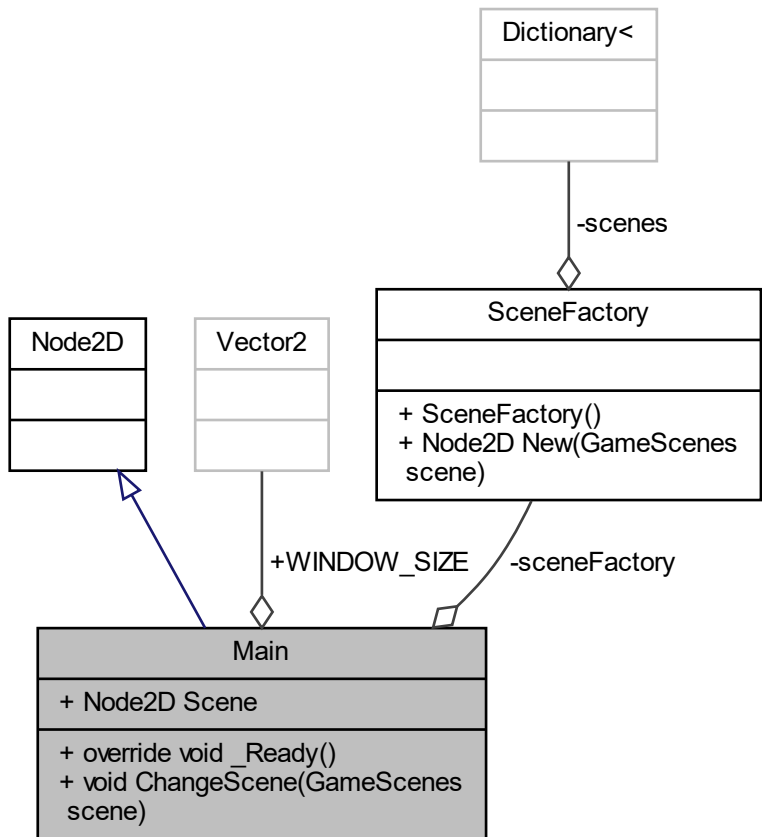 Dictionary<
-scenes
SceneFactory
+ SceneFactory()
+ Node2D New(GameScenes
scene)
Node2D
Vector2
+WINDOW_SIZE
-sceneFactory
Main
+ Node2D Scene
+ override void _Ready()
+ void ChangeScene(GameScenes
scene)